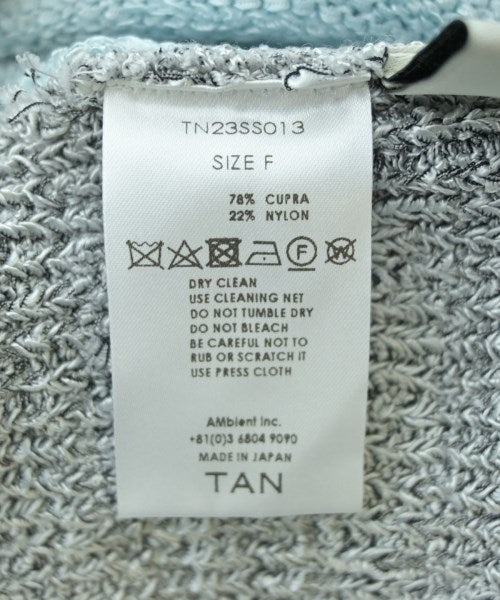 TN23SS013
SIZE F
78% CUPRA
22% NYLON
F W
DRY CLEAN
USE CLEANING NET
DO NOT TUMBLE DRY
DO NOT BLEACH
BE CAREFUL NOT TO
RUB OR SCRATCH IT
USE PRESS CLOTH
AMbient Inc.
+81(0)3 6804 9090
MADE IN JAPAN
TAN